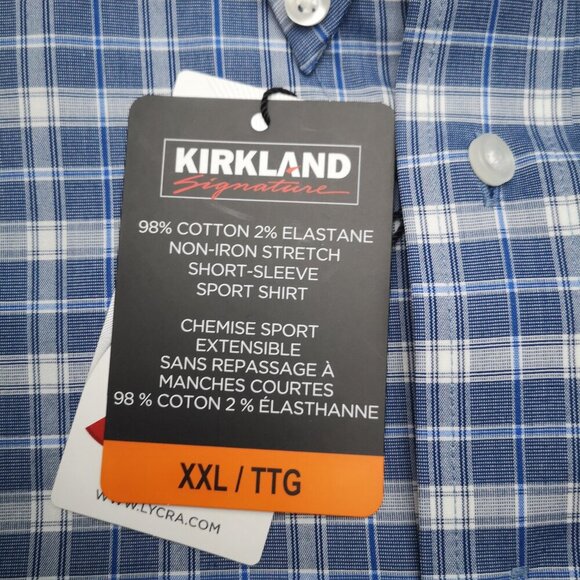 KIRKLAND
Signature
98% COTTON 2% ELASTANE
NON-IRON STRETCH
SHORT-SLEEVE
SPORT SHIRT
CHEMISE SPORT
EXTENSIBLE
SANS REPASSAGE À
MANCHES COURTES
98 % COTON 2 % ÉLASTHANNE
XXL / TTG
WWW.LYCRA.COM